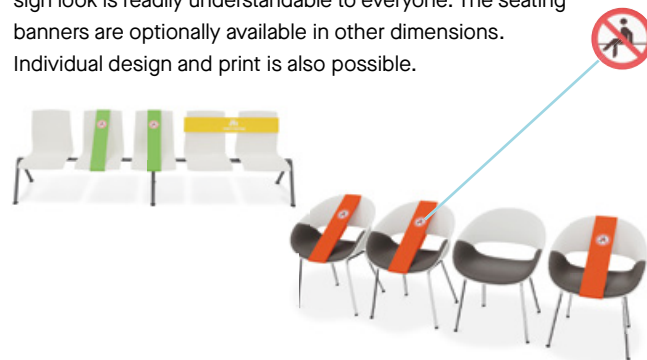 sign look is readily understandable to everyone. The seating
banners are optionally available in other dimensions.
Individual design and print is also possible.